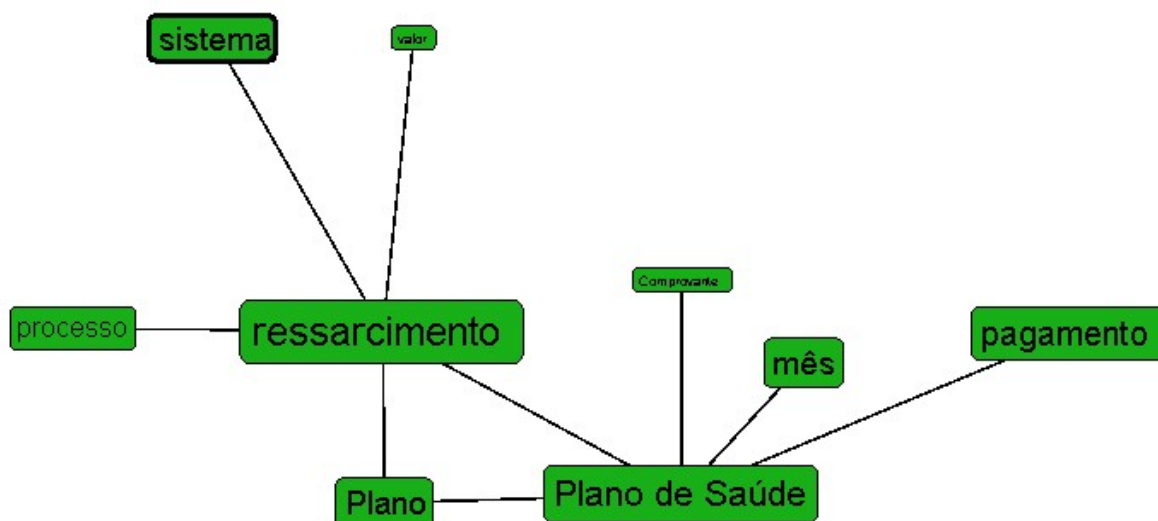 sistema
valor
Comprovante
processo
ressarcimento
pagamento
mês
Plano
Plano de Saúde